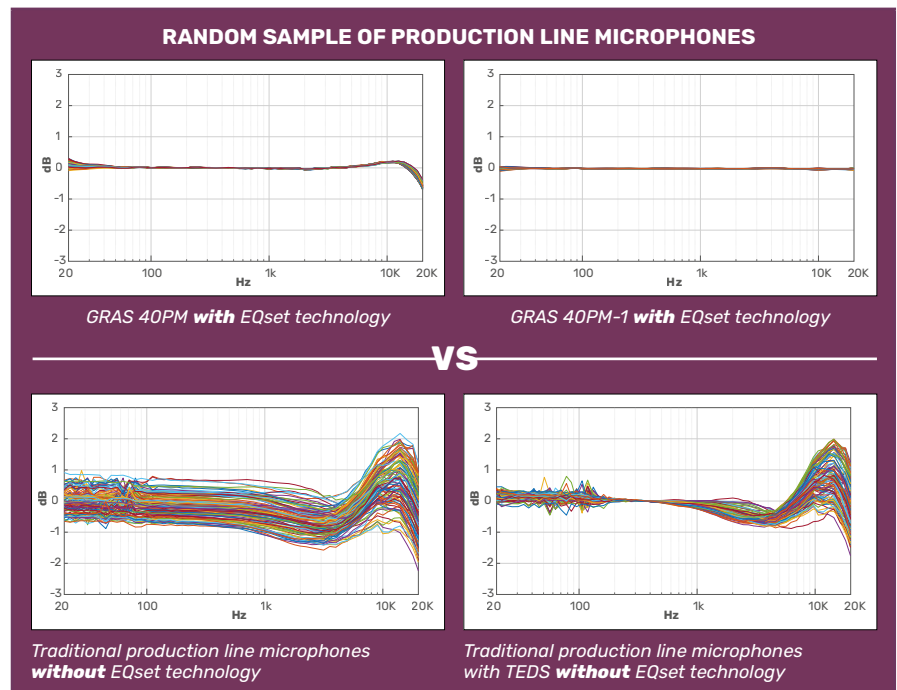 RANDOM SAMPLE OF PRODUCTION LINE MICROPHONES
3
2
1
0
-1
-2
-3
dB
20
100
1k
10K
20K
Hz
GRAS 40PM with EQset technology
3
2
1
0
-1
-2
-3
dB
20
100
1k
10K
20K
Hz
GRAS 40PM-1 with EQset technology
VS
3
2
1
0
-1
-2
-3
dB
20
100
1k
10K
20K
Hz
Traditional production line microphones
without EQset technology
3
2
1
0
-1
-2
-3
dB
20
100
1k
10K
20K
Hz
Traditional production line microphones
with TEDS without EQset technology